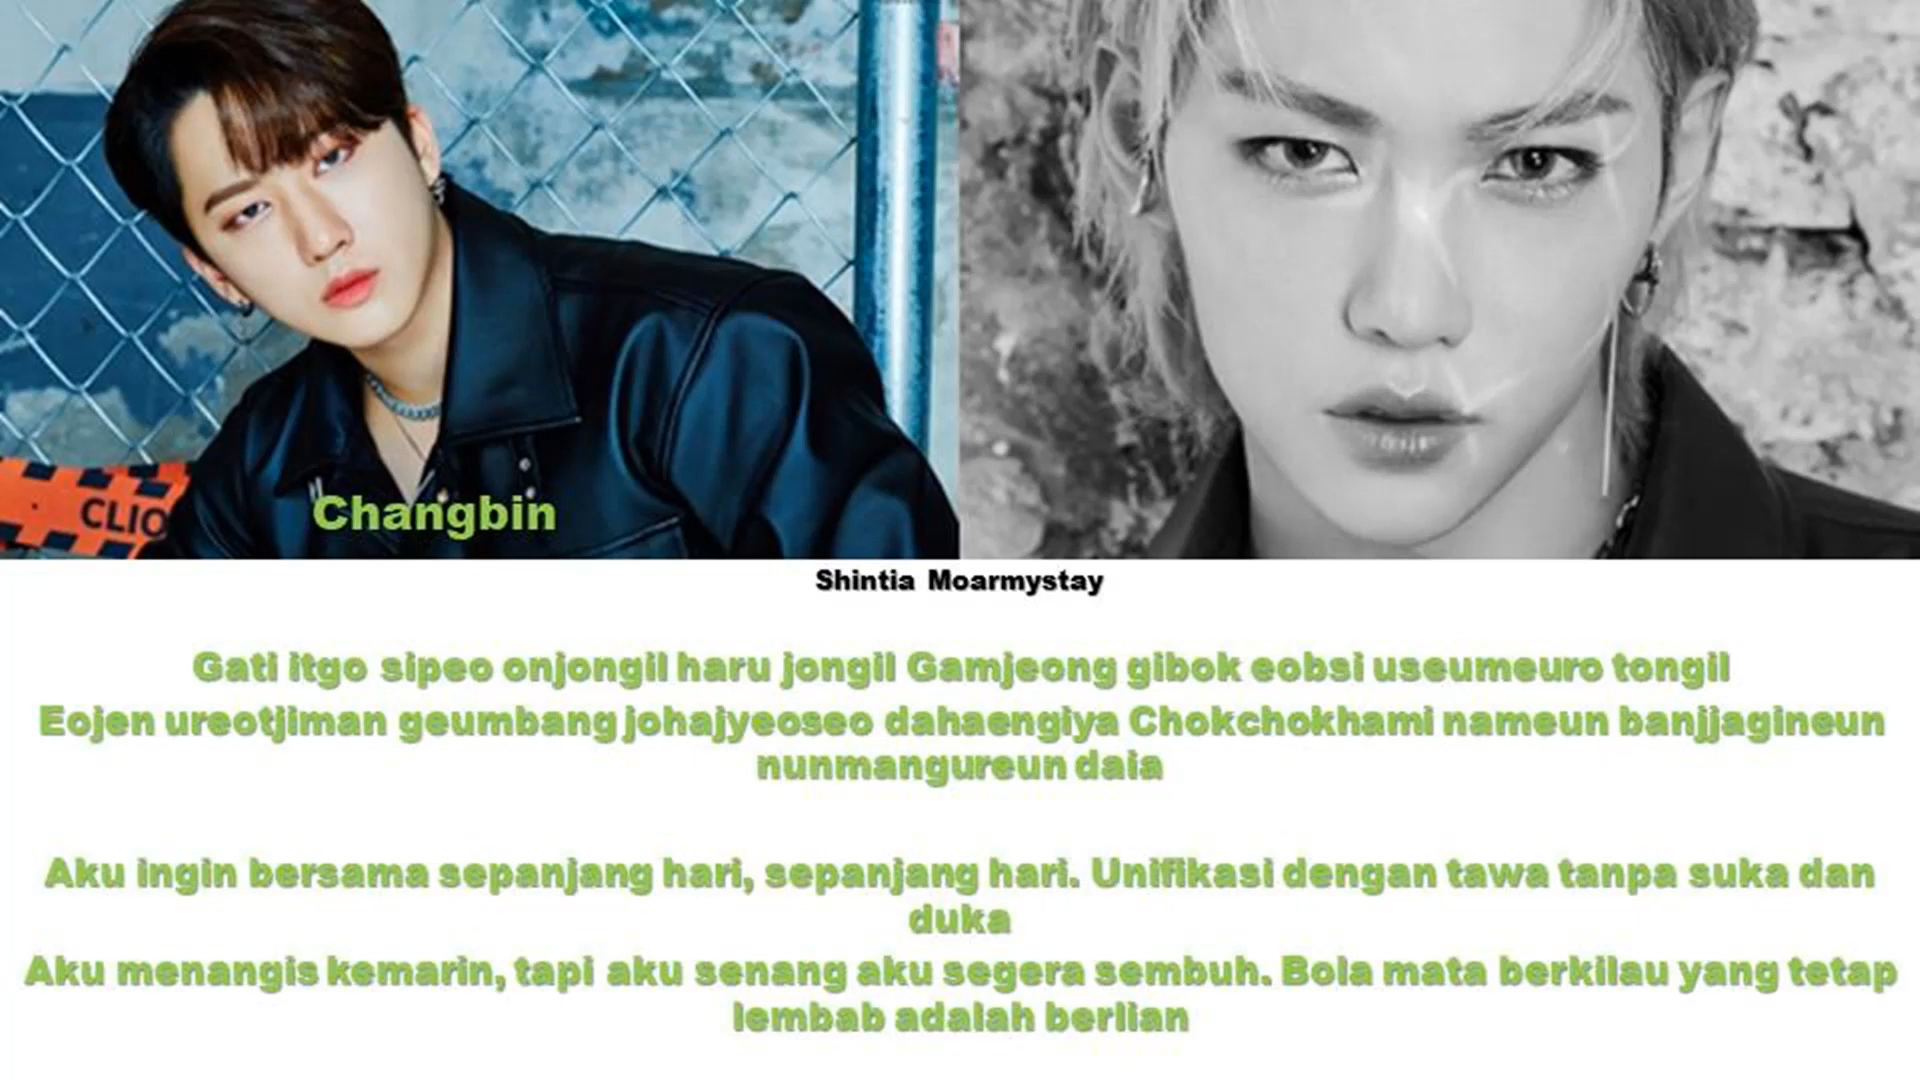 CLIO
Changbin
Shintia Moarmystay
Gati itgo sipeo onjongil haru jongil Gamjeong gibok eobsi useumeuro tongil
Eojen ureotjiman geumbang johajyeoseo dahaengiya Chokchokhami nameun banjjagineun
nunmangureun daia
Aku ingin bersama sepanjang hari, sepanjang hari. Unifikasi dengan tawa tanpa suka dan
duka
Aku menangis kemarin, tapi aku senang aku segera sembuh. Bola mata berkilau yang tetap
lembab adalah berlian